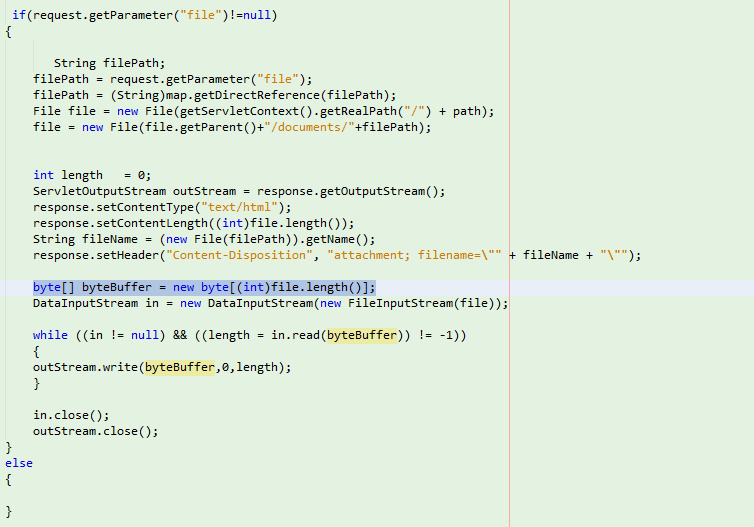 if(request.getParameter("file")!=null)
{
String filePath;
filePath = request.getParameter("file");
filePath = (String)map.getDirectReference(filePath);
File file = new File(getServletContext().getRealPath("/") + path);
file = new File(file.getParent()+"/documents/"+filePath);
int length   = 0;
ServletOutputStream outStream = response.getOutputStream();
response.setContentType("text/html");
response.setContentLength((int)file.length());
String fileName = (new File(filePath)).getName();
response.setHeader("Content-Disposition", "attachment; filename=\"" + fileName + "\"");
byte[] byteBuffer = new byte[(int)file.length()];
DataInputStream in = new DataInputStream(new FileInputStream(file));
while ((in != null) && ((length = in.read(byteBuffer)) != -1))
{
outStream.write(byteBuffer,0,length);
}
in.close();
outStream.close();
}
else
{
}